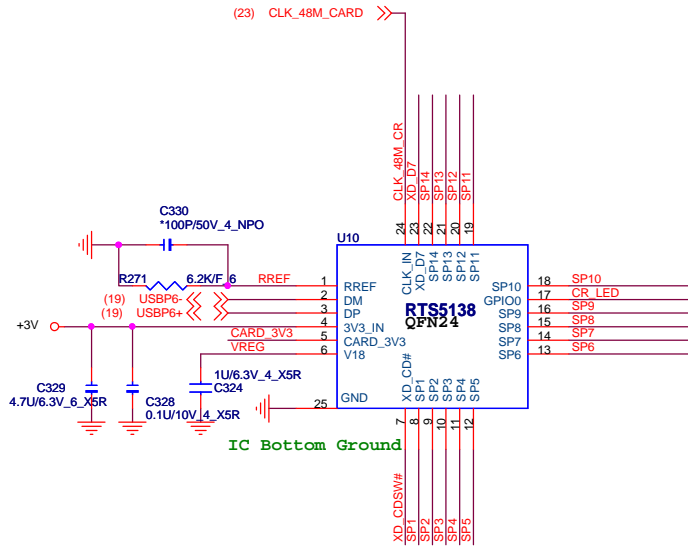 (23) CLK_48M_CARD
CLK_48M_CR
XD_D7
SP14
SP13
SP12
SP11
24
23
22
21
20
19
C330
*100P/50V_4_NPO
U10
R271 6.2K/F_6
RREF
(19) USBP6-
(19) USBP6+
+3V
CARD_3V3
VREG
1
2
3
4
5
6
RREF
DM
DP
3V3_IN
CARD_3V3
V18
CLK_IN
XD_D7
SP14
SP13
SP12
SP11
RTS5138
QFN24
SP10
GPIO0
SP9
SP8
SP7
SP6
18
17
16
15
14
13
SP10
CR_LED
SP9
SP8
SP7
SP6
1U/6.3V_4_X5R
C324
C329
4.7U/6.3V_6_X5R
C328
0.1U/10V_4_X5R
25
GND
XD_CD#
SP1
SP2
SP3
SP4
SP5
7
8
9
10
11
12
IC Bottom Ground
XD_CDSW#
SP1
SP2
SP3
SP4
SP5